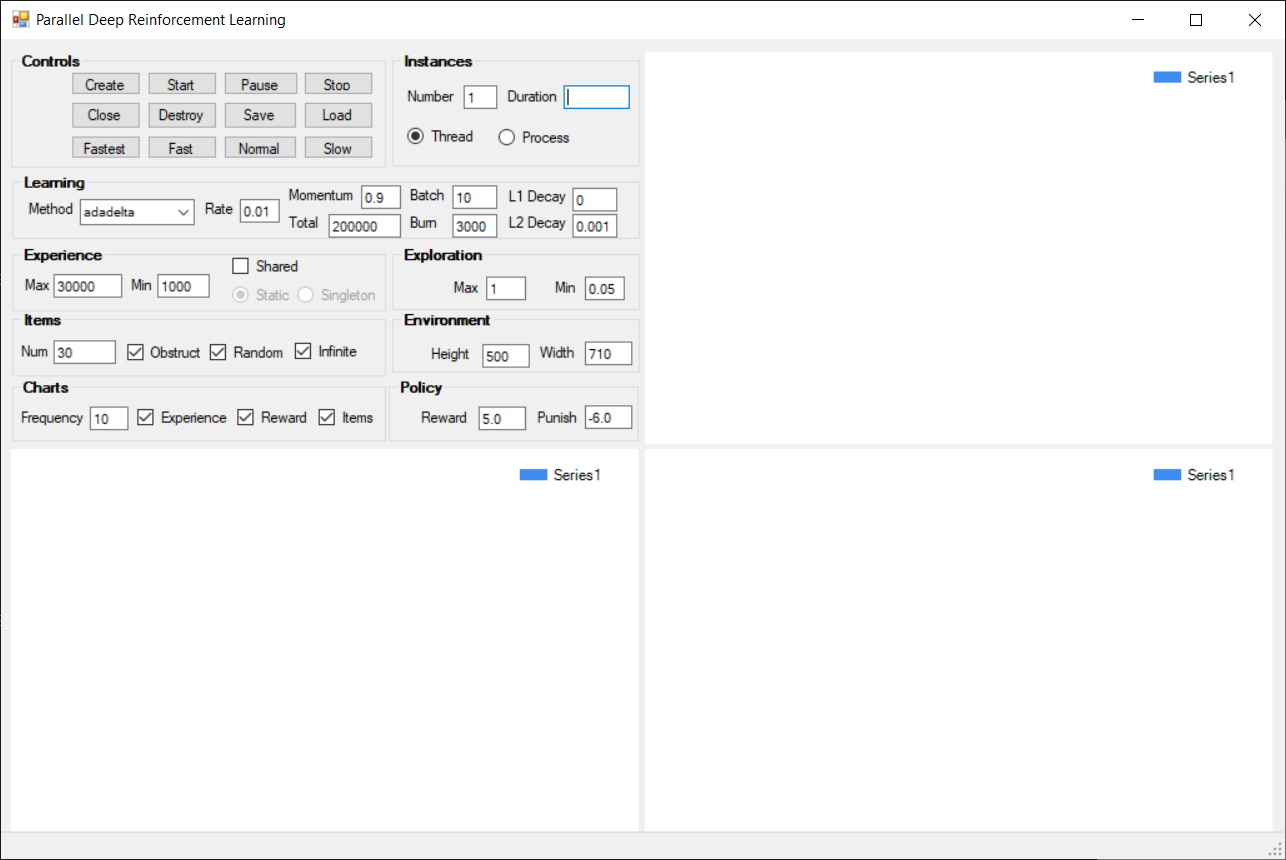 Parallel Deep Reinforcement Learning
Controls
Create Start Pause Stop
Close Destroy Save Load
Fastest Fast Normal Slow
Instances
Number 1 Duration
Thread Process
Learning
Method adadelta Rate 0.01 Momentum 0.9 Batch 10 L1 Decay 0
Total 200000 Burn 3000 L2 Decay 0.001
Experience
Max 30000 Min 1000 Shared
Static Singleton
Exploration
Max 1 Min 0.05
Items
Num 30 Obstruct Random Infinite
Environment
Height 500 Width 710
Charts
Frequency 10 Experience Reward Items
Policy
Reward 5.0 Punish -6.0
Series1
Series1
Series1